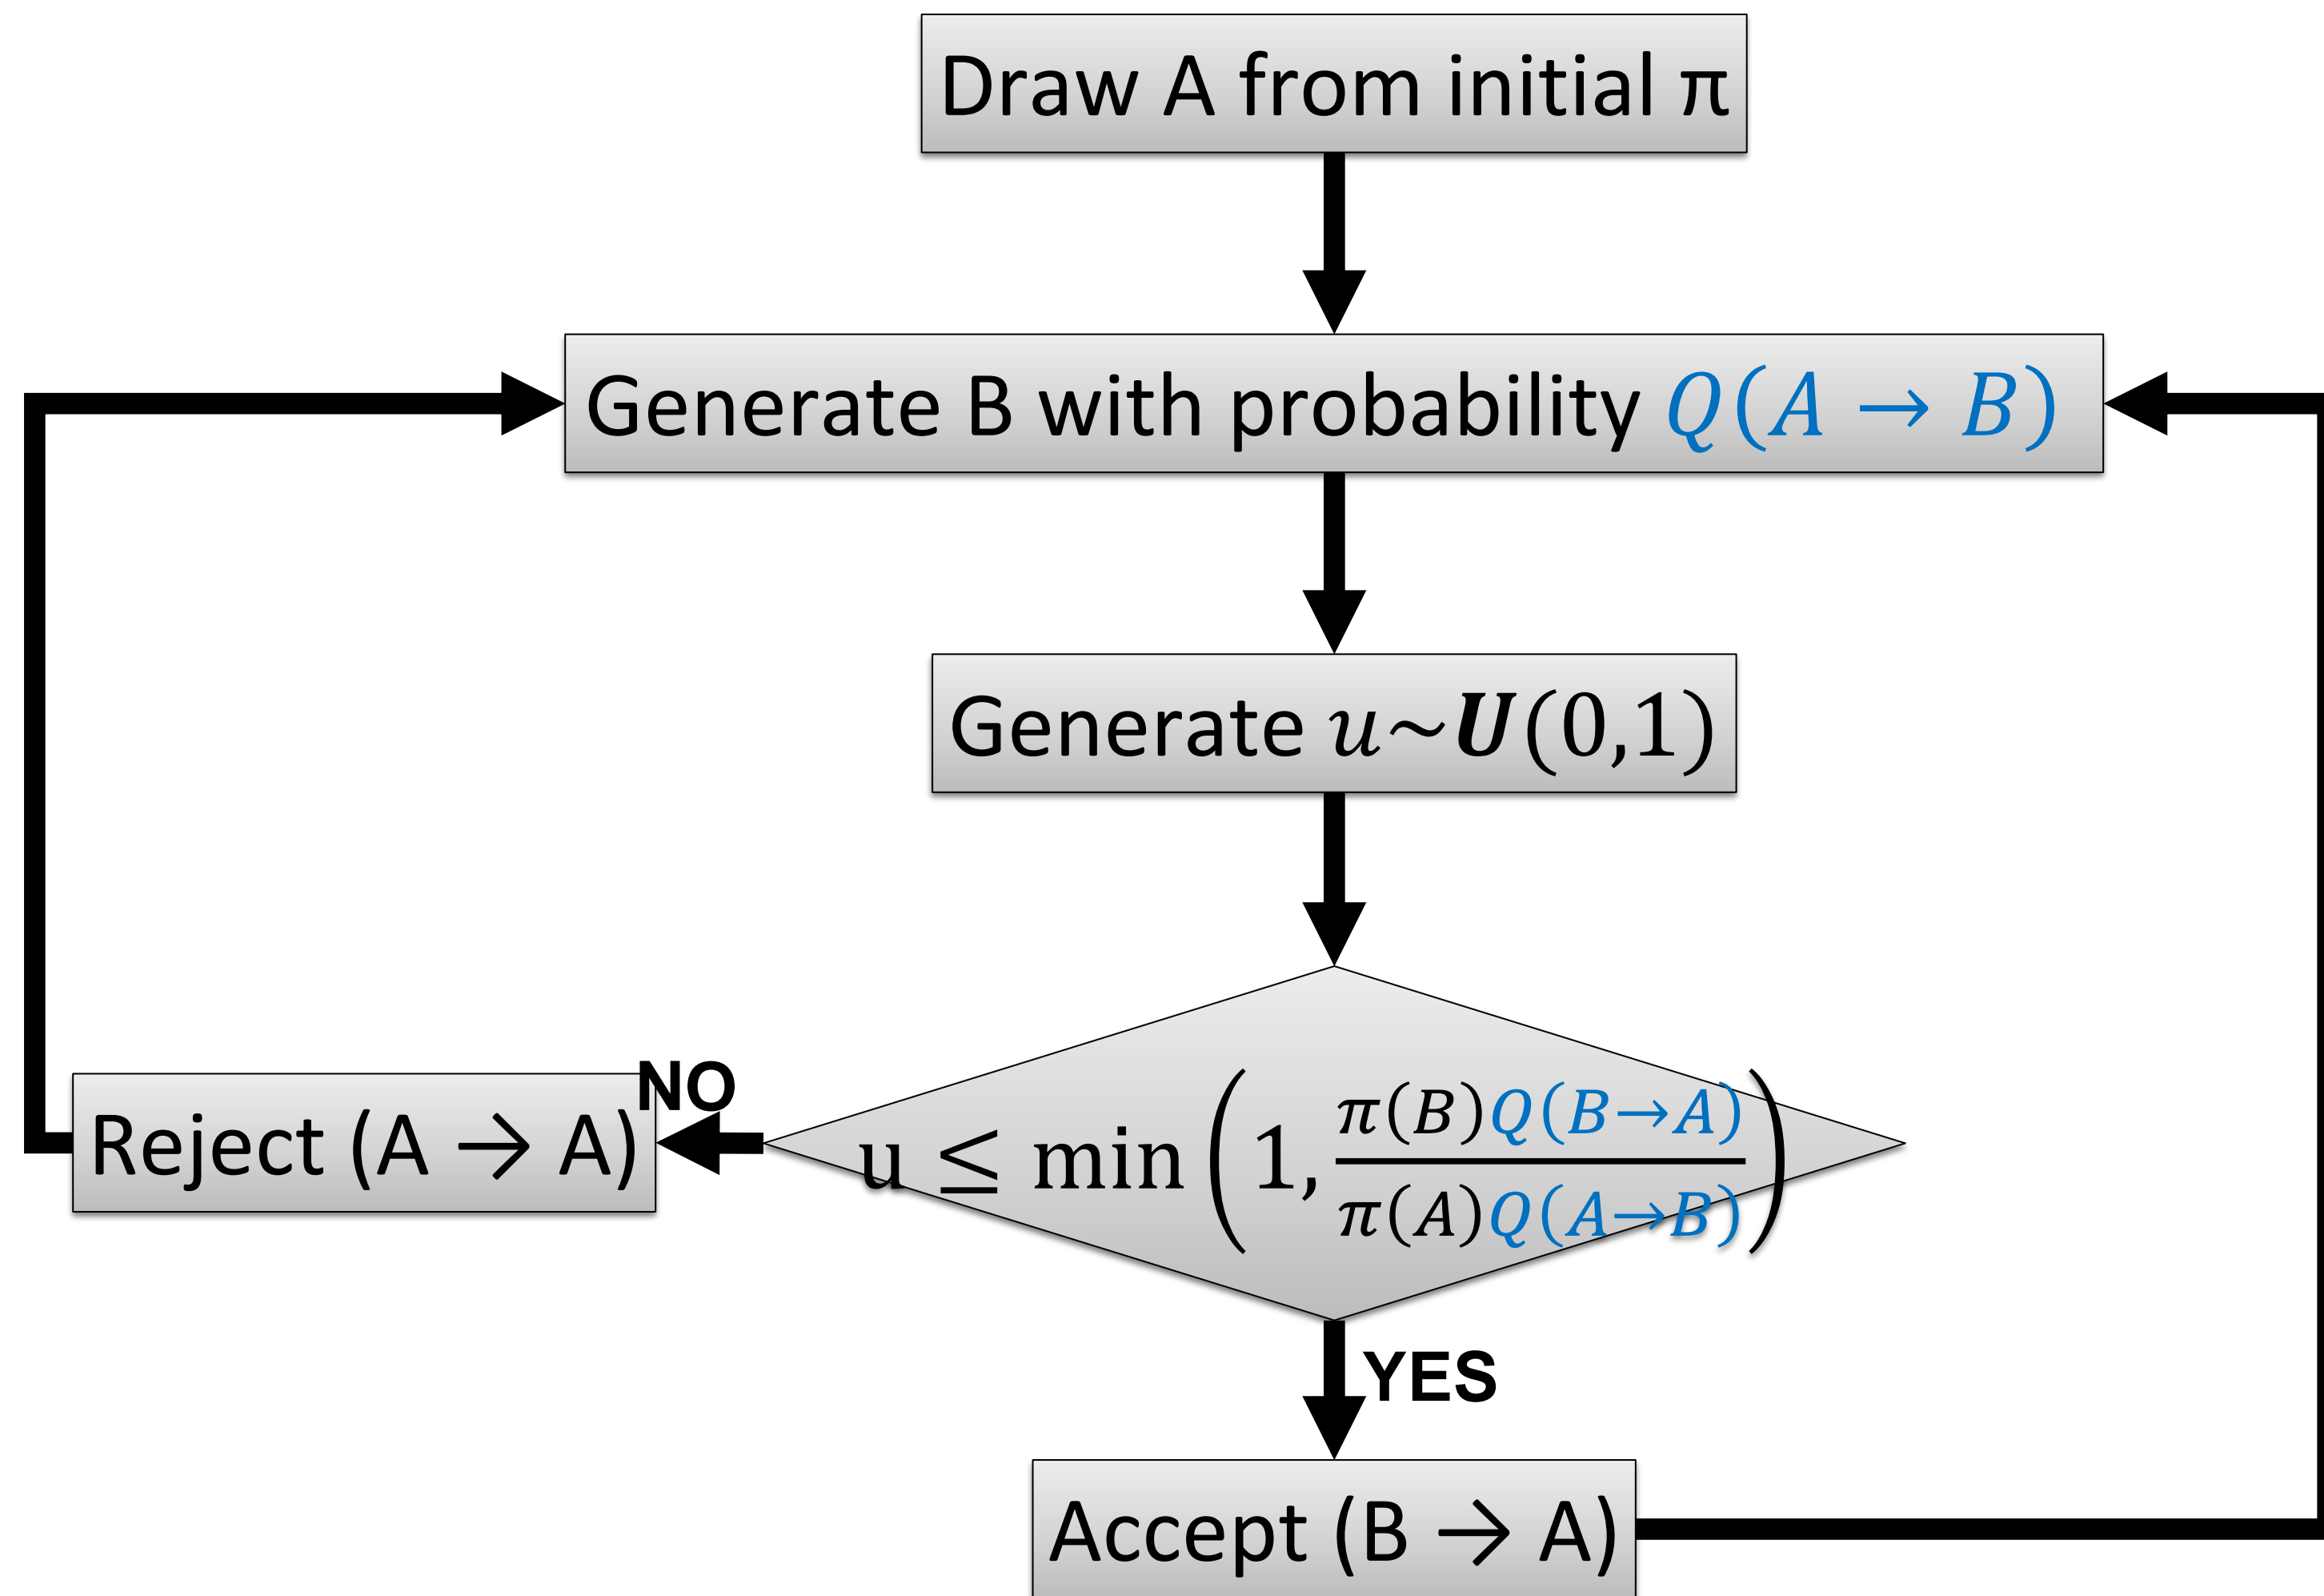 Draw A from initial π
Generate B with probability Q(A → B)
Generate u~U(0,1)
NO
Reject (A → A)
u ≤ min (1, π(B)Q(B→A) / π(A)Q(A→B))
YES
Accept (B → A)